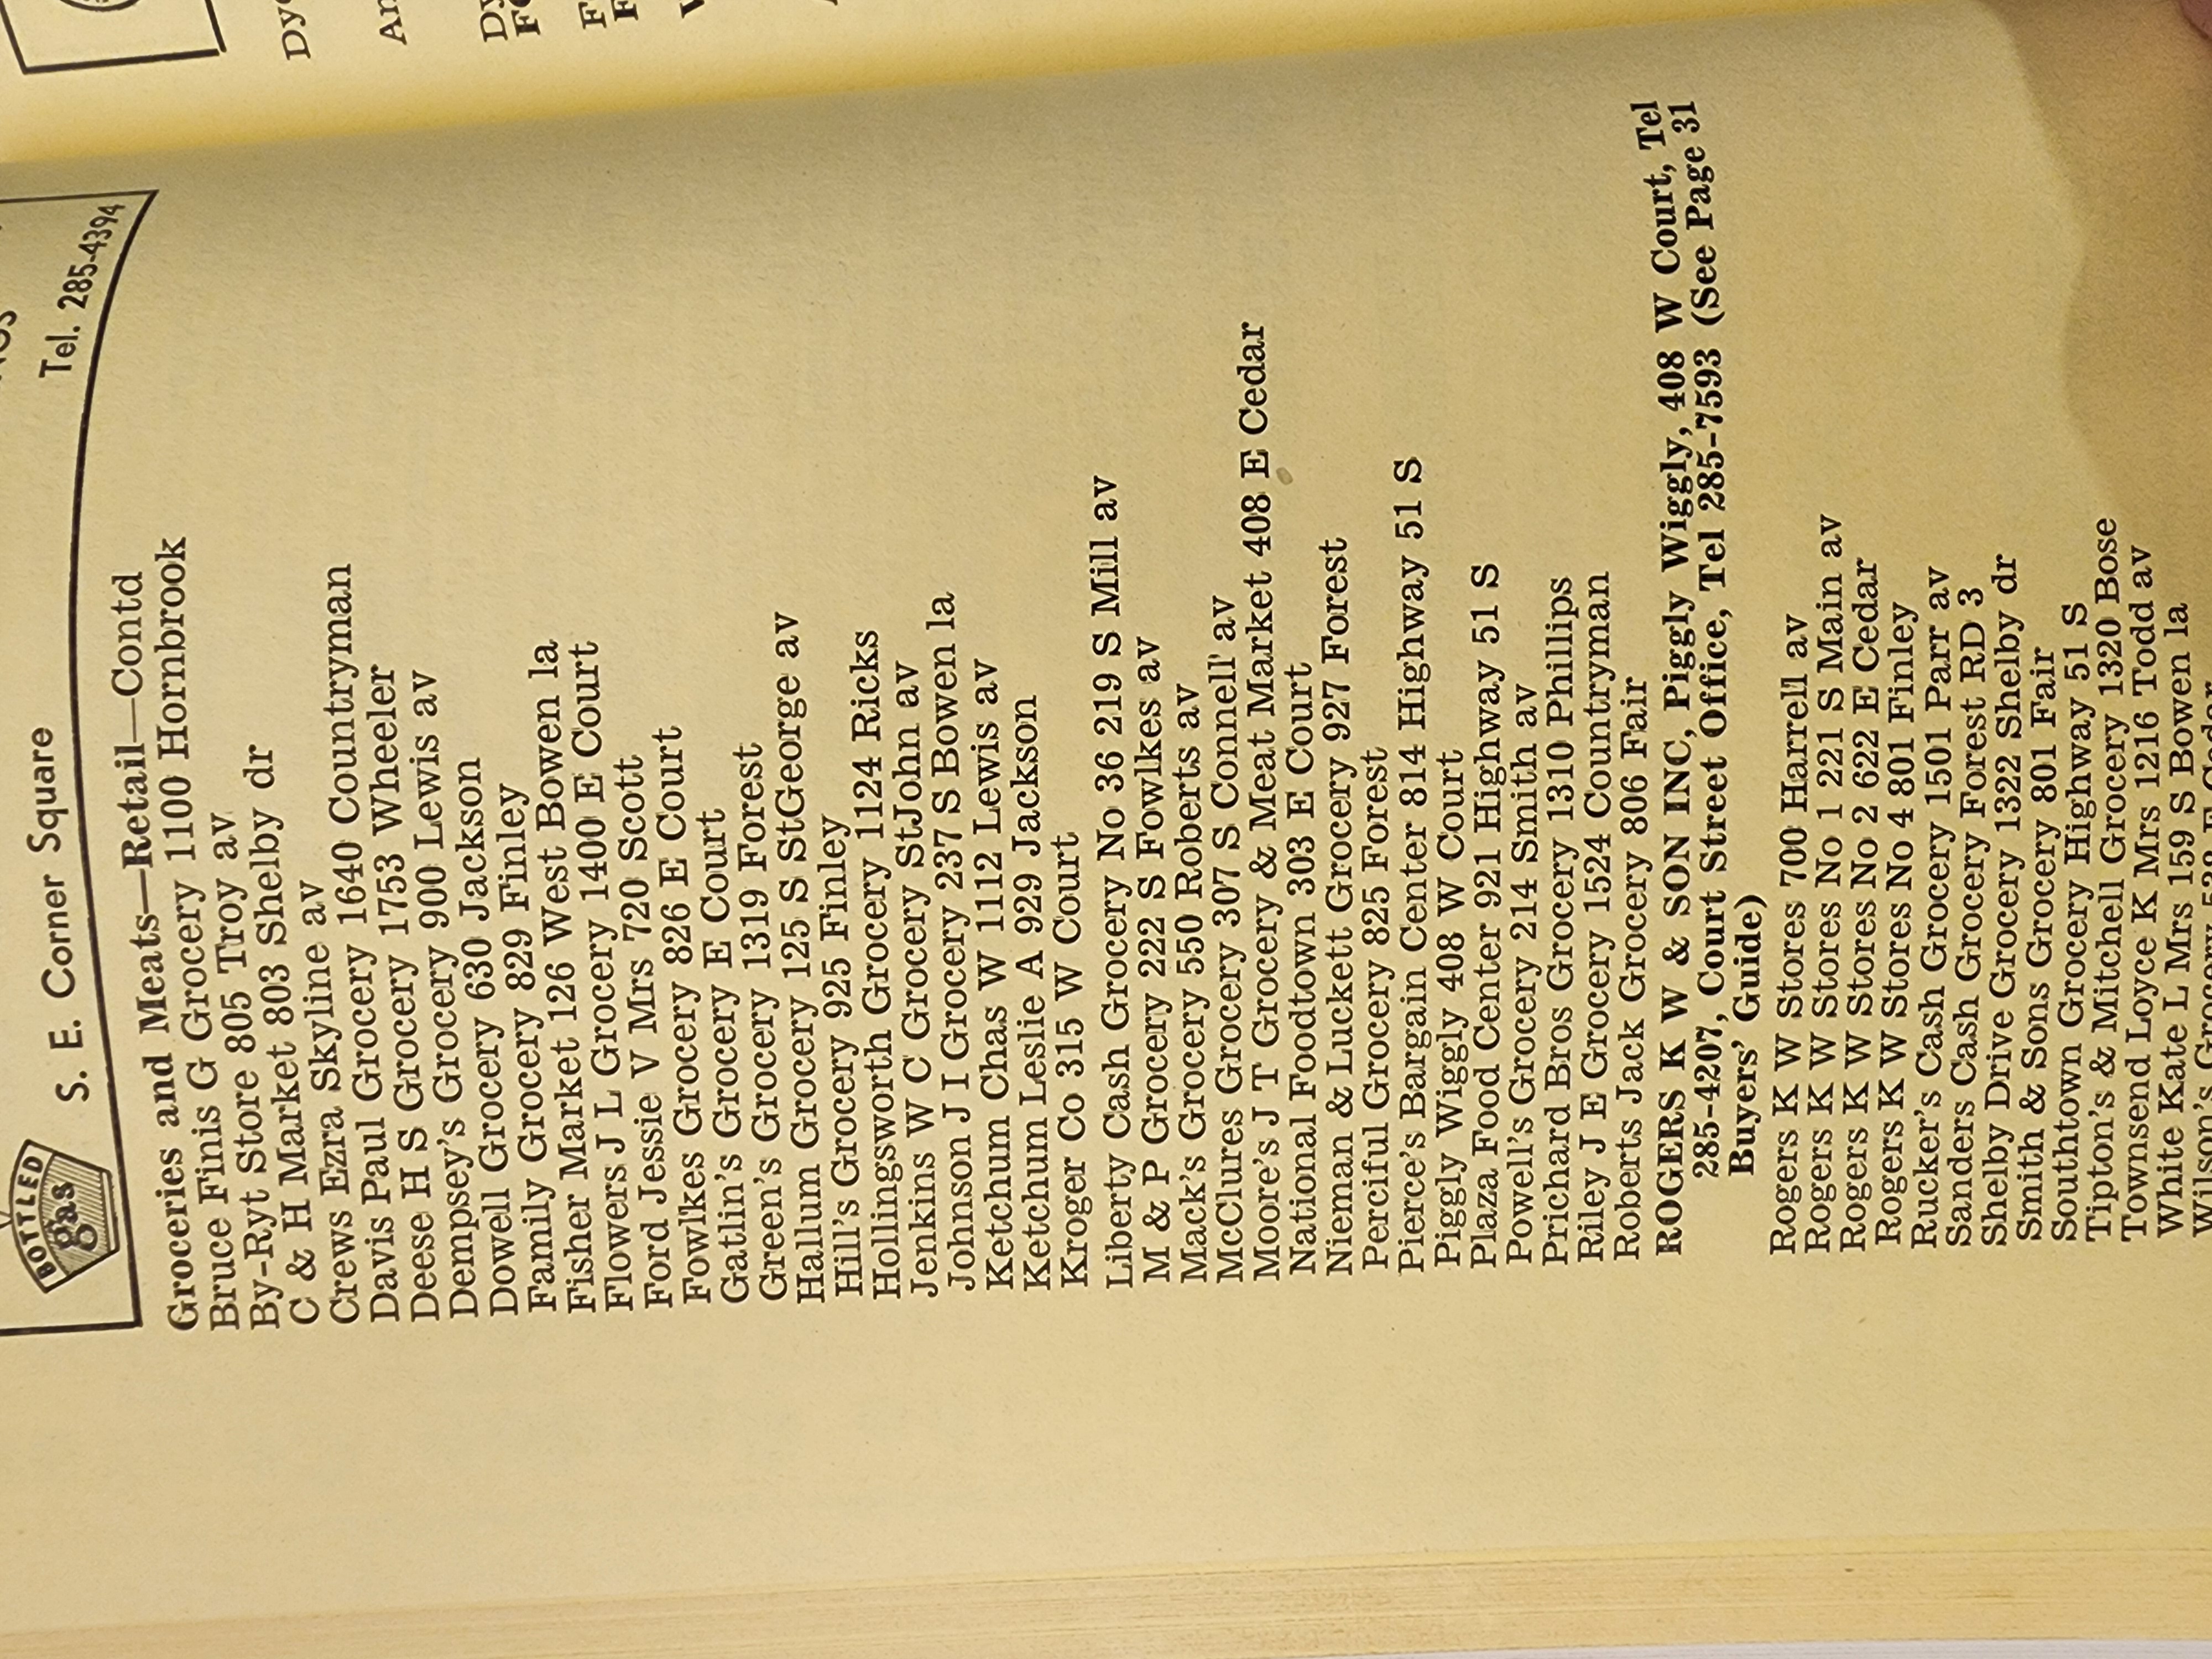 BOTTLED
gas
S. E. Corner Square
Tel. 285-4394
Groceries and Meats—Retail—Contd
Bruce Finis G Grocery 1100 Hornbrook
By-Ryt Store 805 Troy av
C & H Market 803 Shelby dr
Crews Ezra Skyline av
Davis Paul Grocery 1640 Countryman
Deese H S Grocery 1753 Wheeler
Dempsey's Grocery 900 Lewis av
Dowell Grocery 630 Jackson
Family Grocery 829 Finley
Fisher Market 126 West Bowen la
Flowers J L Grocery 1400 E Court
Ford Jessie V Mrs 720 Scott
Fowlkes Grocery 826 E Court
Gatlin's Grocery E Court
Green's Grocery 1319 Forest
Hallum Grocery 125 S StGeorge av
Hill's Grocery 925 Finley
Hollingsworth Grocery 1124 Ricks
Jenkins W C Grocery StJohn av
Johnson J I Grocery 237 S Bowen la
Ketchum Chas W 1112 Lewis av
Ketchum Leslie A 929 Jackson
Kroger Co 315 W Court
Liberty Cash Grocery No 36 219 S Mill av
M & P Grocery 222 S Fowlkes av
Mack's Grocery 550 Roberts av
McClures Grocery 307 S Connell av
Moore's J T Grocery & Meat Market 408 E Cedar
National Foodtown 303 E Court
Nieman & Luckett Grocery 927 Forest
Perciful Grocery 825 Forest
Pierce's Bargain Center 814 Highway 51 S
Piggly Wiggly 408 W Court
Plaza Food Center 921 Highway 51 S
Powell's Grocery 214 Smith av
Prichard Bros Grocery 1310 Phillips
Riley J E Grocery 1524 Countryman
Roberts Jack Grocery 806 Fair
ROGERS K W & SON INC, Piggly Wiggly, 408 W Court, Tel
285-4207, Court Street Office, Tel 285-7593 (See Page 31
Buyers' Guide)
Rogers K W Stores 700 Harrell av
Rogers K W Stores No 1 221 S Main av
Rogers K W Stores No 2 622 E Cedar
Rogers K W Stores No 4 801 Finley
Rucker's Cash Grocery 1501 Parr av
Sanders Cash Grocery Forest RD 3
Shelby Drive Grocery 1322 Shelby dr
Smith & Sons Grocery 801 Fair
Southtown Grocery Highway 51 S
Tipton's & Mitchell Grocery 1320 Bose
Townsend Loyce K Mrs 1216 Todd av
White Kate L Mrs 159 S Bowen la
Wilson's Grocery